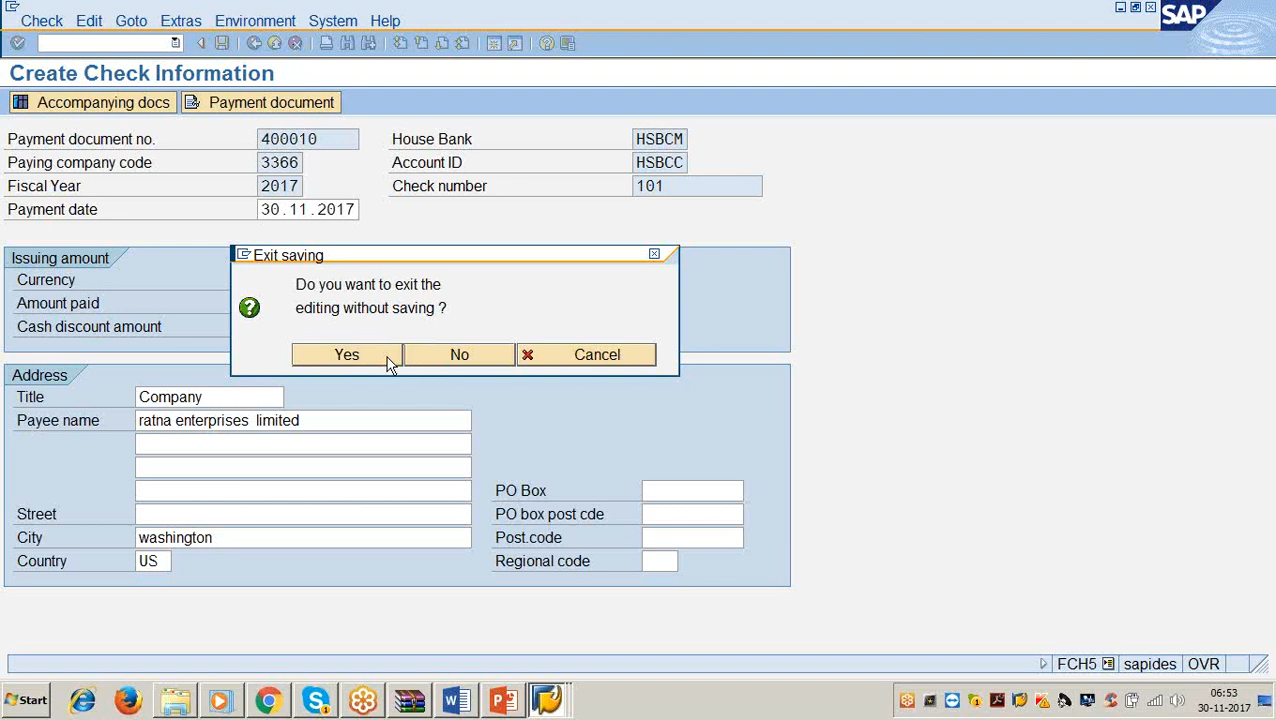 Check Edit Goto Extras Environment System Help
SAP
Create Check Information
Accompanying docs Payment document
Payment document no. 400010 House Bank HSBCM
Paying company code 3366 Account ID HSBCC
Fiscal Year 2017 Check number 101
Payment date 30.11.2017
Issuing amount
Currency
Amount paid
Cash discount amount
Exit saving
Do you want to exit the
editing without saving ?
Yes No Cancel
Address
Title Company
Payee name ratna enterprises limited
PO Box
Street PO box post cde
City washington Post.code
Country US Regional code
FCH5 sapides OVR
Start 06:53
30-11-2017